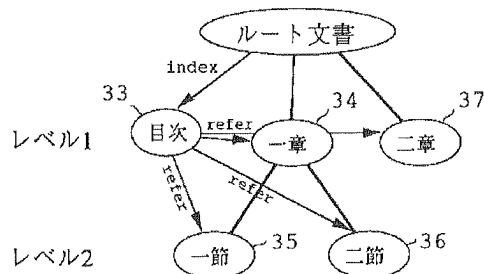 ルート文書
index
33
34
37
レベル1
目次
refer
一章
二章
refer
refer
レベル2
一節
35
二節
36